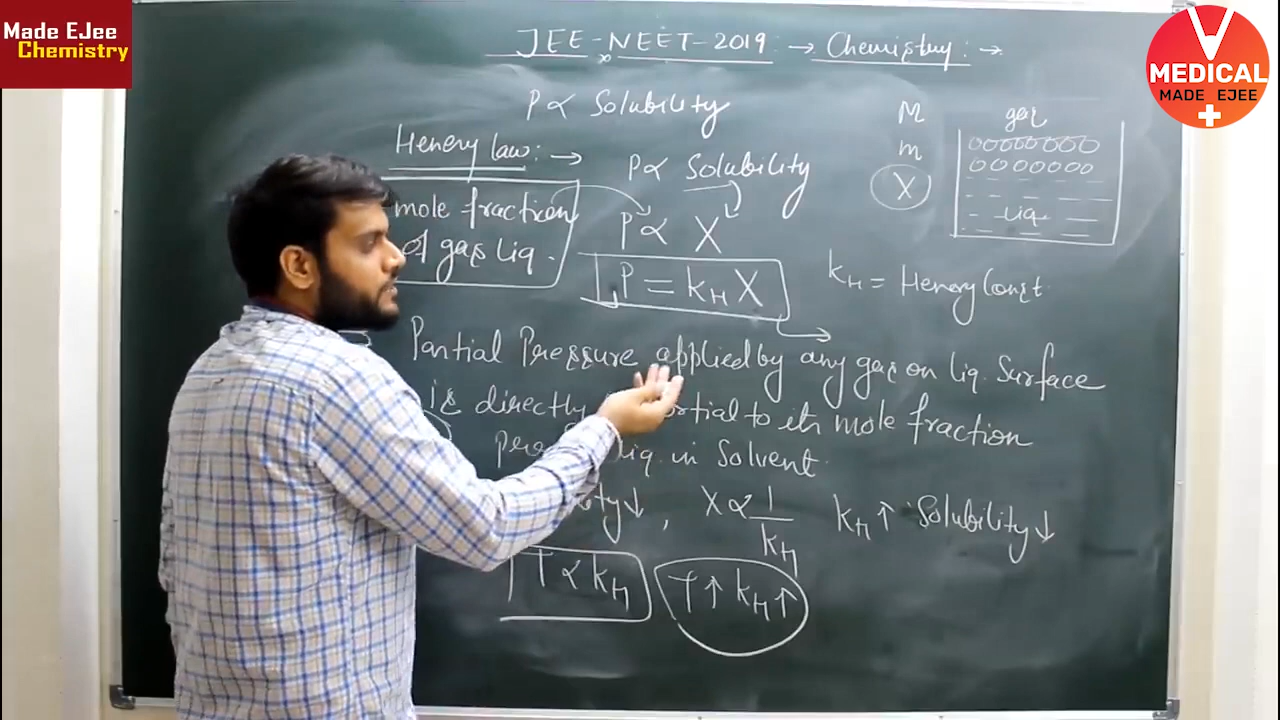 Made EJee
Chemistry
V
MEDICAL
MADE EJEE
JEE-NEET-2019 → Chemistry: →
P ∝ Solubility
Henery law: →
P ∝ Solubility
mole fraction
of gas liq.
P ∝ X
P = kH X
M
m
X
gas
liq.
kH = Henery Const.
Partial Pressure applied by any gas on liq. Surface
is directly to its mole fraction
liq. in Solvent
↓, X ∝ 1/kH kH ↑ Solubility ↓
T ∝ kH
T ↑ kH ↑